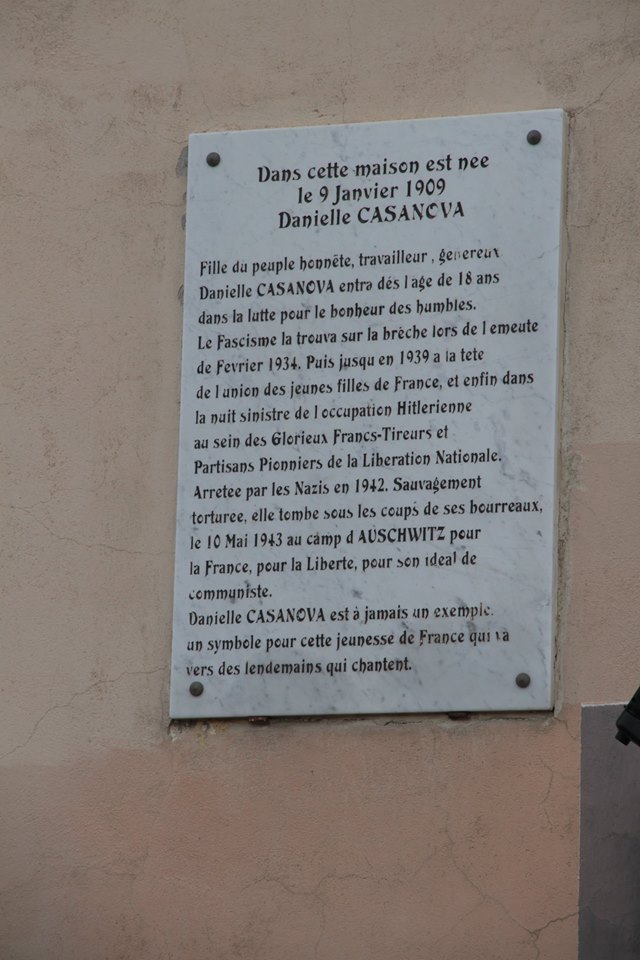 Dans cette maison est nee
le 9 Janvier 1909
Danielle CASANOVA
Fille du peuple honnête, travailleur, genereux
Danielle CASANOVA entra dés l age de 18 ans
dans la lutte pour le bonheur des humbles.
Le Fascisme la trouva sur la brèche lors de l emeute
de Fevrier 1934. Puis jusqu en 1939 a la tete
de l union des jeunes filles de France, et enfin dans
la nuit sinistre de l occupation Hitlerienne
au sein des Glorieux Francs-Tireurs et
Partisans Pionniers de la Liberation Nationale.
Arretee par les Nazis en 1942. Sauvagement
torturee, elle tombe sous les coups de ses bourreaux,
le 10 Mai 1943 au camp d AUSCHWITZ pour
la France, pour la Liberte, pour son ideal de
communiste.
Danielle CASANOVA est à jamais un exemple.
un symbole pour cette jeunesse de France qui va
vers des lendemains qui chantent.